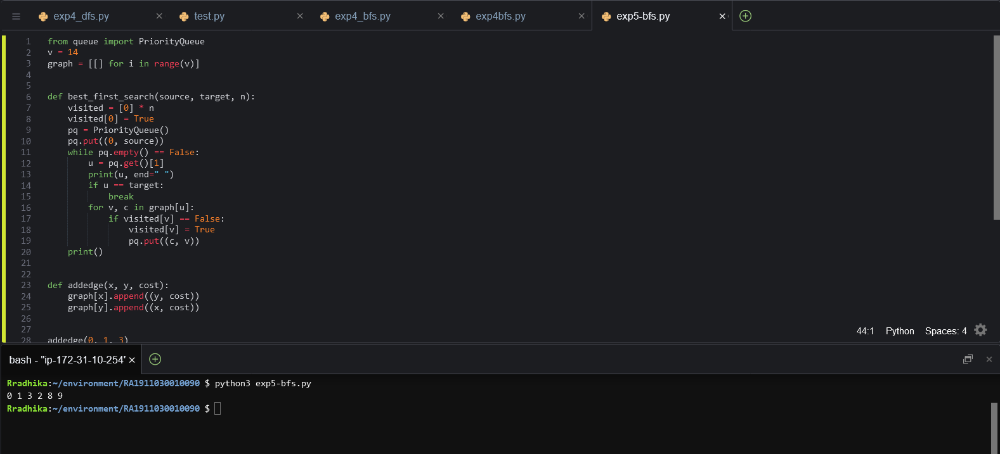 exp4_dfs.py × test.py × exp4_bfs.py × exp4bfs.py × exp5-bfs.py ×
1 from queue import PriorityQueue
2 v = 14
3 graph = [[] for i in range(v)]
4
5
6 def best_first_search(source, target, n):
7     visited = [0] * n
8     visited[0] = True
9     pq = PriorityQueue()
10     pq.put((0, source))
11     while pq.empty() == False:
12         u = pq.get()[1]
13         print(u, end=" ")
14         if u == target:
15             break
16         for v, c in graph[u]:
17             if visited[v] == False:
18                 visited[v] = True
19                 pq.put((c, v))
20     print()
21
22
23 def addedge(x, y, cost):
24     graph[x].append((y, cost))
25     graph[y].append((x, cost))
26
27
28 addedge(0, 1, 3)
44:1 Python Spaces: 4
bash - "ip-172-31-10-254" ×
Rradhika:~/environment/RA1911030010090 $ python3 exp5-bfs.py
0 1 3 2 8 9
Rradhika:~/environment/RA1911030010090 $